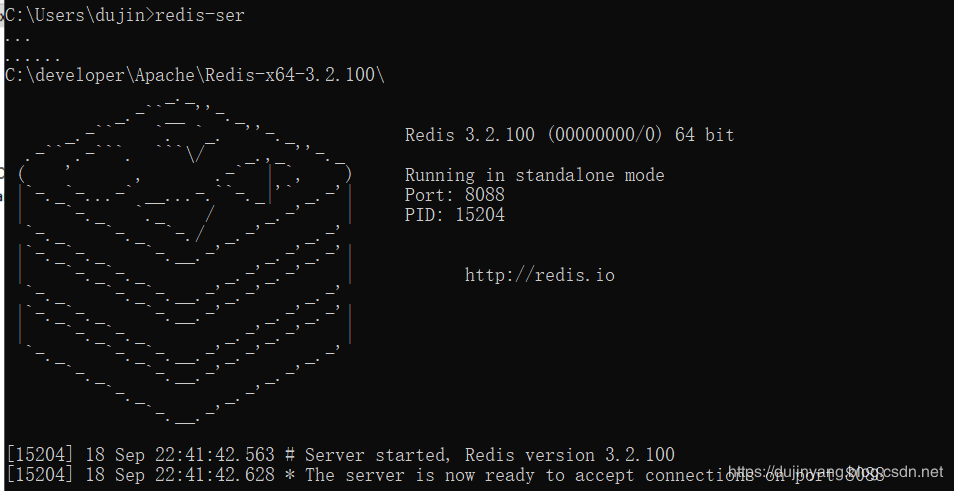 C:\Users\dujin>redis-ser
...
......
C:\developer\Apache\Redis-x64-3.2.100\
Redis 3.2.100 (00000000/0) 64 bit
Running in standalone mode
Port: 8088
PID: 15204
http://redis.io
[15204] 18 Sep 22:41:42.563 # Server started, Redis version 3.2.100
[15204] 18 Sep 22:41:42.628 * The server is now ready to accept connections on port 8088
https://dujinyang.blog.csdn.net